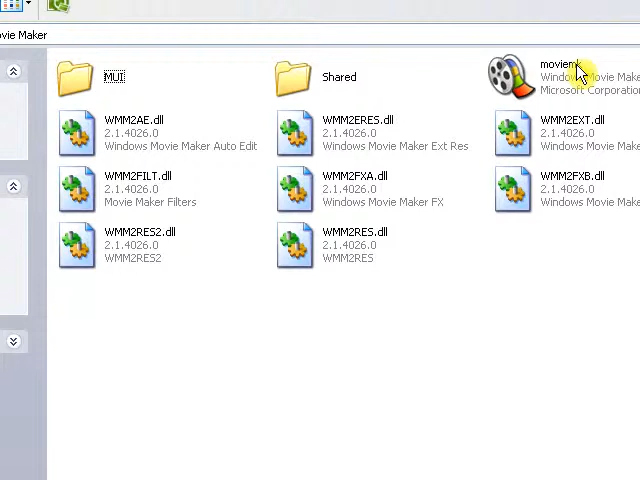 ovie Maker
MUI
Shared
moviemk
Windows Movie Make
Microsoft Corporation
WMM2AE.dll
2.1.4026.0
Windows Movie Maker Auto Edit
WMM2ERES.dll
2.1.4026.0
Windows Movie Maker Ext Res
WMM2EXT.dll
2.1.4026.0
Windows Movie Make
WMM2FILT.dll
2.1.4026.0
Movie Maker Filters
WMM2FXA.dll
2.1.4026.0
Windows Movie Maker FX
WMM2FXB.dll
2.1.4026.0
Windows Movie Make
WMM2RES2.dll
2.1.4026.0
WMM2RES2
WMM2RES.dll
2.1.4026.0
WMM2RES